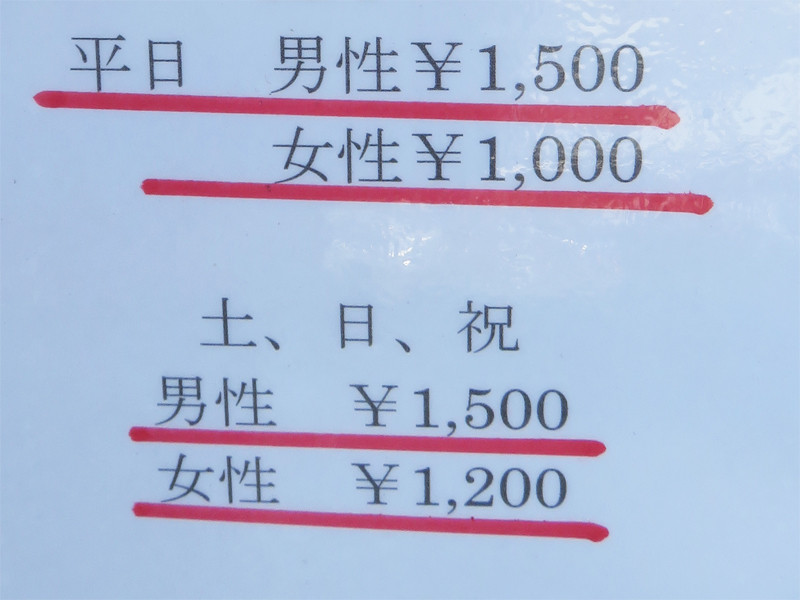 平日 男性￥1,500
女性￥1,000
土、日、祝
男性 ￥1,500
女性 ￥1,200